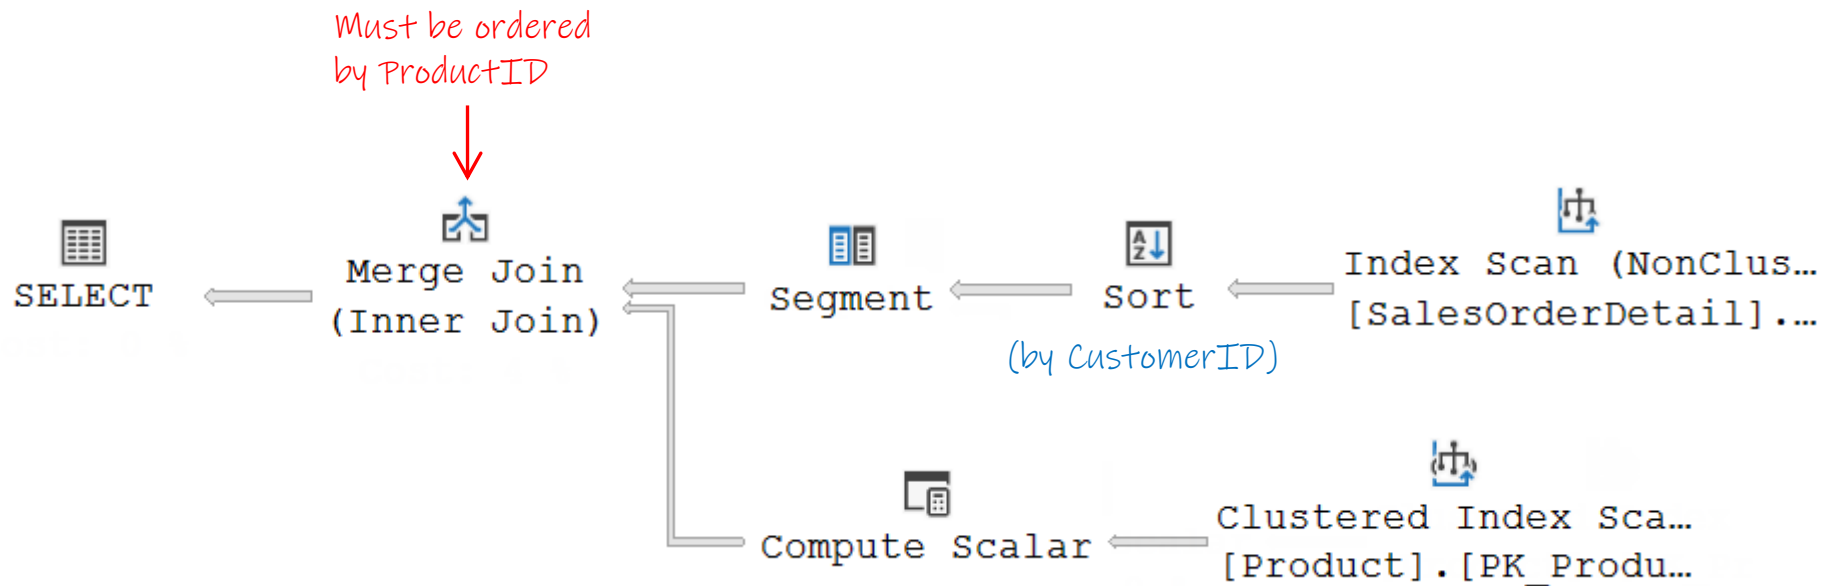 Must be ordered
by ProductID
SELECT
Merge Join
(Inner Join)
Segment
Sort
(by CustomerID)
Index Scan (NonClus…
[SalesOrderDetail].…
Compute Scalar
Clustered Index Sca…
[Product].[PK_Produ…